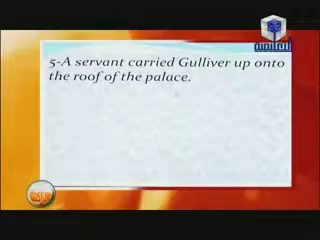 5-A servant carried Gulliver up onto
the roof of the palace.